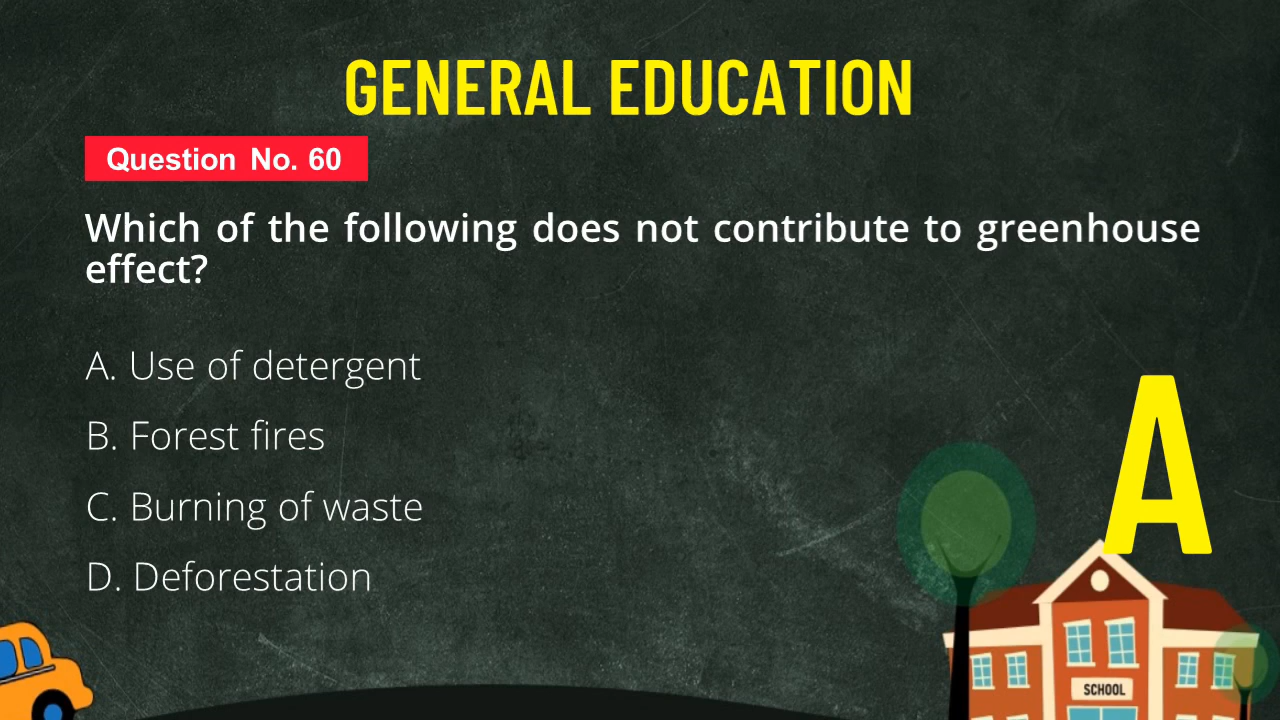 GENERAL EDUCATION
Question No. 60
Which of the following does not contribute to greenhouse
effect?
A. Use of detergent
B. Forest fires
C. Burning of waste
D. Deforestation
A
SCHOOL